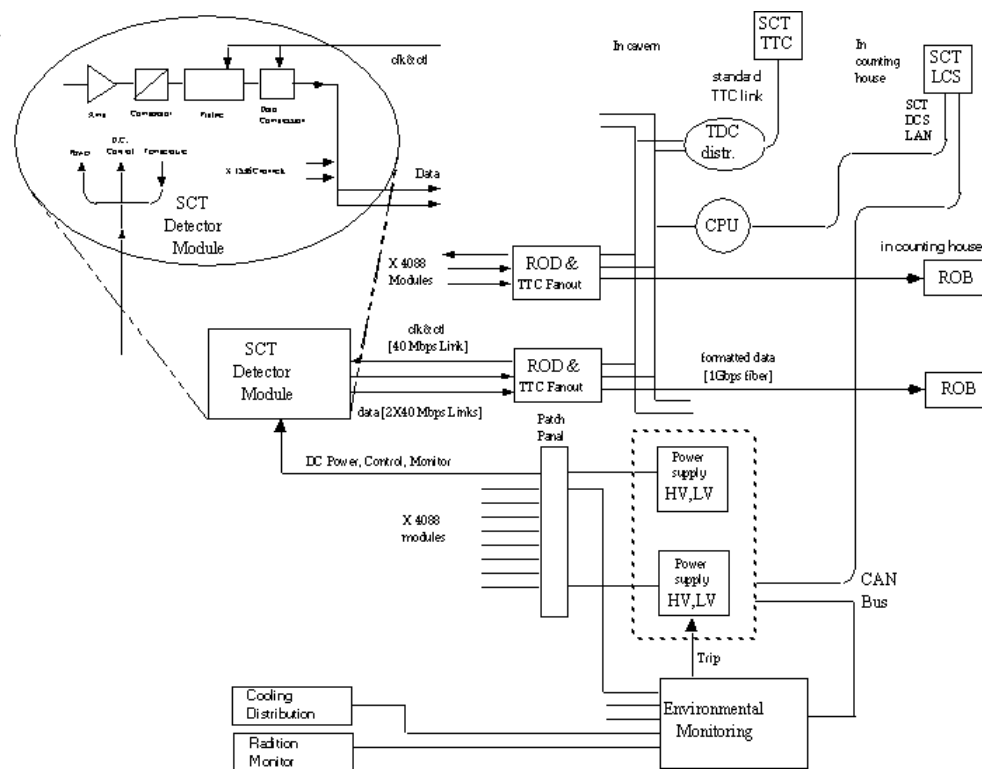 SCT
TTC
In cavern
In
counting
house
SCT
LCS
standard
TTC link
SCT
DCS
LAN
clk & ctl
Power
D.C.
Control
Data
SCT
Detector
Module
TDC
distr.
CPU
in counting house
X 4088
Modules
ROD &
TTC Fanout
ROB
clk & ctl
[40 Mbps Link]
SCT
Detector
Module
ROD &
TTC Fanout
formatted data
[1Gbps fiber]
ROB
data [2X40 Mbps Links]
Patch
Panal
DC Power, Control, Monitor
Power
supply
HV,LV
X 4088
modules
Power
supply
HV,LV
CAN
Bus
Trip
Cooling
Distribution
Environmental
Monitoring
Radition
Monitor